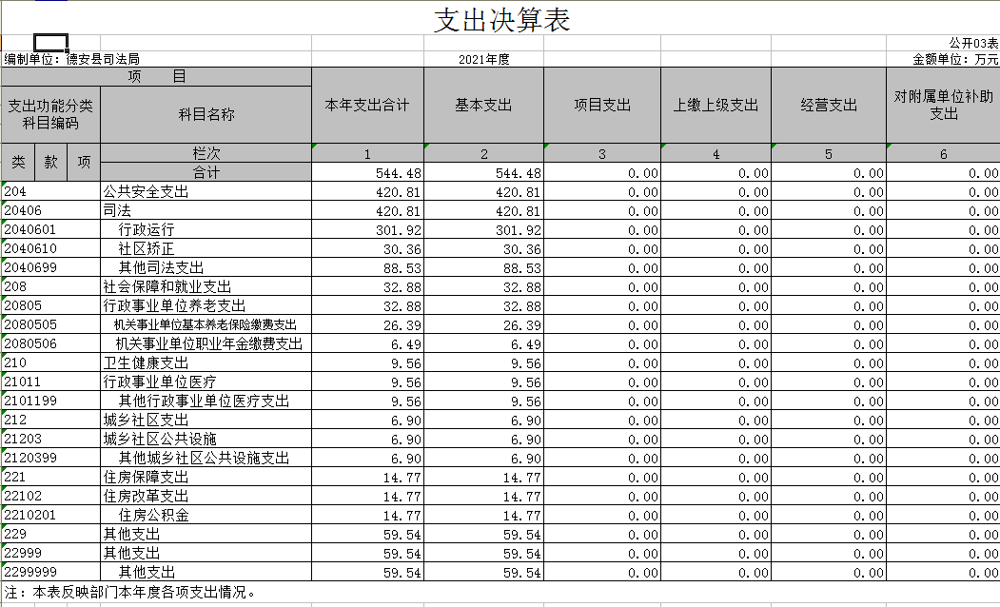 支出决算表
公开03表
编制单位：德安县司法局 2021年度 金额单位：万元
项 目 本年支出合计 基本支出 项目支出 上缴上级支出 经营支出 对附属单位补助支出
支出功能分类科目编码 科目名称
类 款 项 栏次 1 2 3 4 5 6
合计 544.48 544.48 0.00 0.00 0.00 0.00
204 公共安全支出 420.81 420.81 0.00 0.00 0.00 0.00
20406 司法 420.81 420.81 0.00 0.00 0.00 0.00
2040601 行政运行 301.92 301.92 0.00 0.00 0.00 0.00
2040610 社区矫正 30.36 30.36 0.00 0.00 0.00 0.00
2040699 其他司法支出 88.53 88.53 0.00 0.00 0.00 0.00
208 社会保障和就业支出 32.88 32.88 0.00 0.00 0.00 0.00
20805 行政事业单位养老支出 32.88 32.88 0.00 0.00 0.00 0.00
2080505 机关事业单位基本养老保险缴费支出 26.39 26.39 0.00 0.00 0.00 0.00
2080506 机关事业单位职业年金缴费支出 6.49 6.49 0.00 0.00 0.00 0.00
210 卫生健康支出 9.56 9.56 0.00 0.00 0.00 0.00
21011 行政事业单位医疗 9.56 9.56 0.00 0.00 0.00 0.00
2101199 其他行政事业单位医疗支出 9.56 9.56 0.00 0.00 0.00 0.00
212 城乡社区支出 6.90 6.90 0.00 0.00 0.00 0.00
21203 城乡社区公共设施 6.90 6.90 0.00 0.00 0.00 0.00
2120399 其他城乡社区公共设施支出 6.90 6.90 0.00 0.00 0.00 0.00
221 住房保障支出 14.77 14.77 0.00 0.00 0.00 0.00
22102 住房改革支出 14.77 14.77 0.00 0.00 0.00 0.00
2210201 住房公积金 14.77 14.77 0.00 0.00 0.00 0.00
229 其他支出 59.54 59.54 0.00 0.00 0.00 0.00
22999 其他支出 59.54 59.54 0.00 0.00 0.00 0.00
2299999 其他支出 59.54 59.54 0.00 0.00 0.00 0.00
注：本表反映部门本年度各项支出情况。